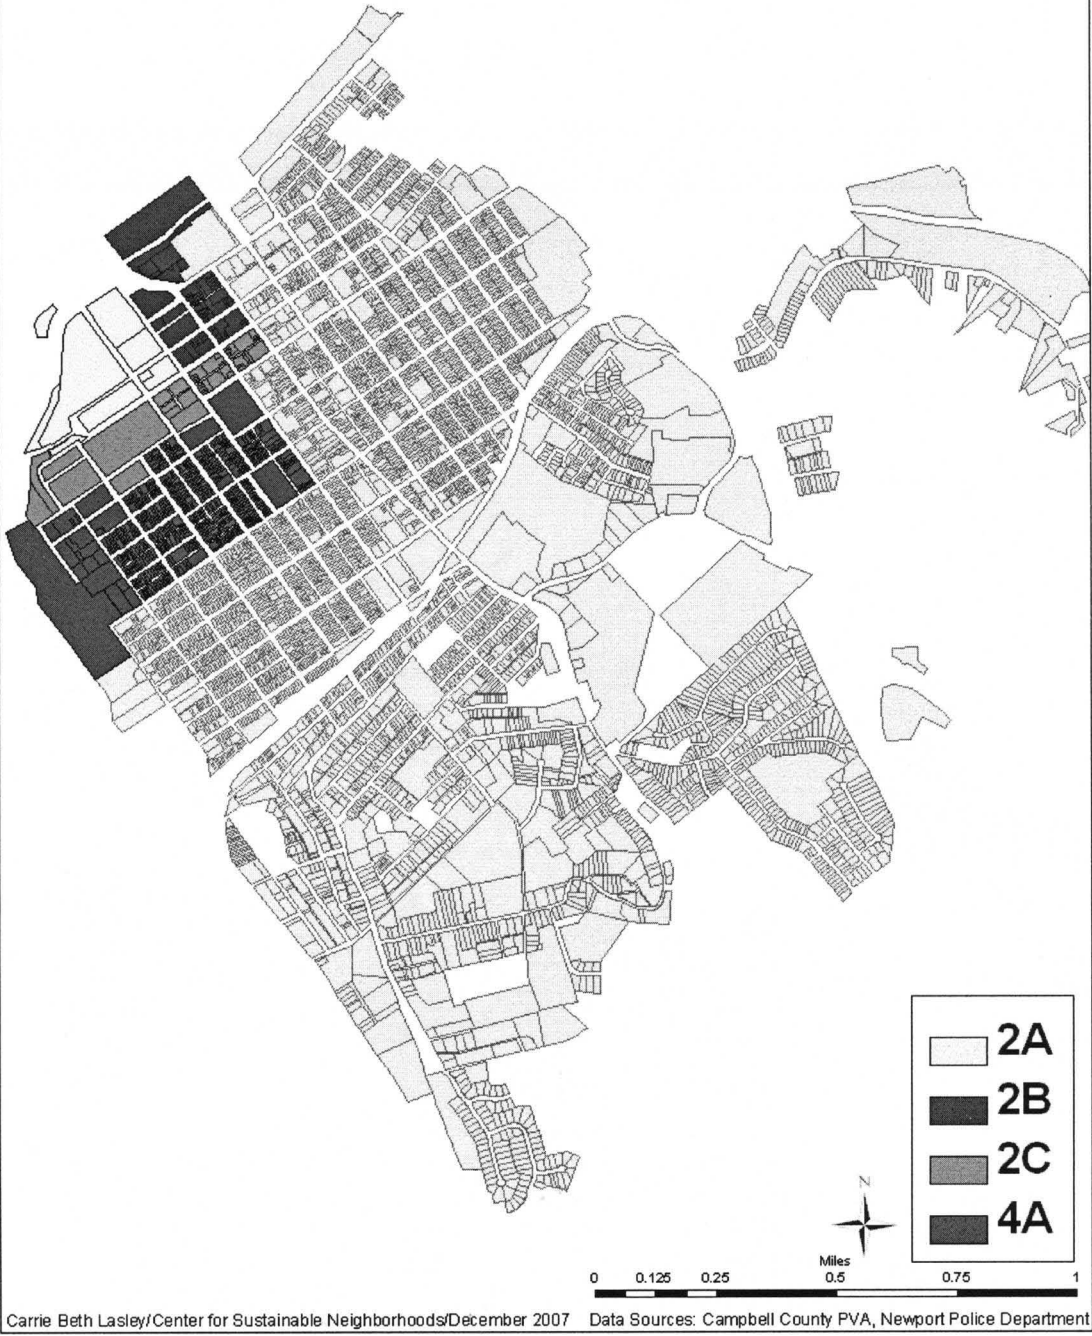 2A
2B
2C
4A
N
Miles
0 0.125 0.25 0.5 0.75 1
Carrie Beth Lasley/Center for Sustainable Neighborhoods/December 2007 Data Sources: Campbell County PVA, Newport Police Department